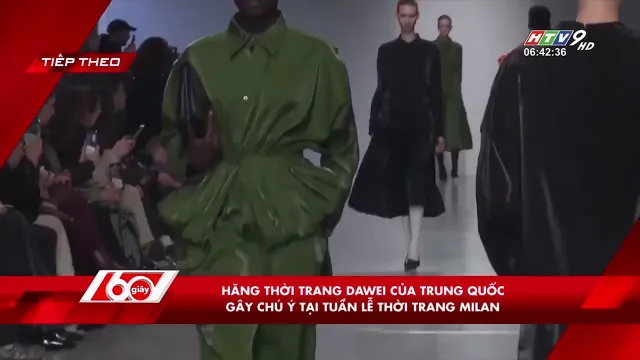 TIẾP THEO
HTV9 HD
06:42:36
60 giây
HÃNG THỜI TRANG DAWEI CỦA TRUNG QUỐC
GÂY CHÚ Ý TẠI TUẦN LỄ THỜI TRANG MILAN